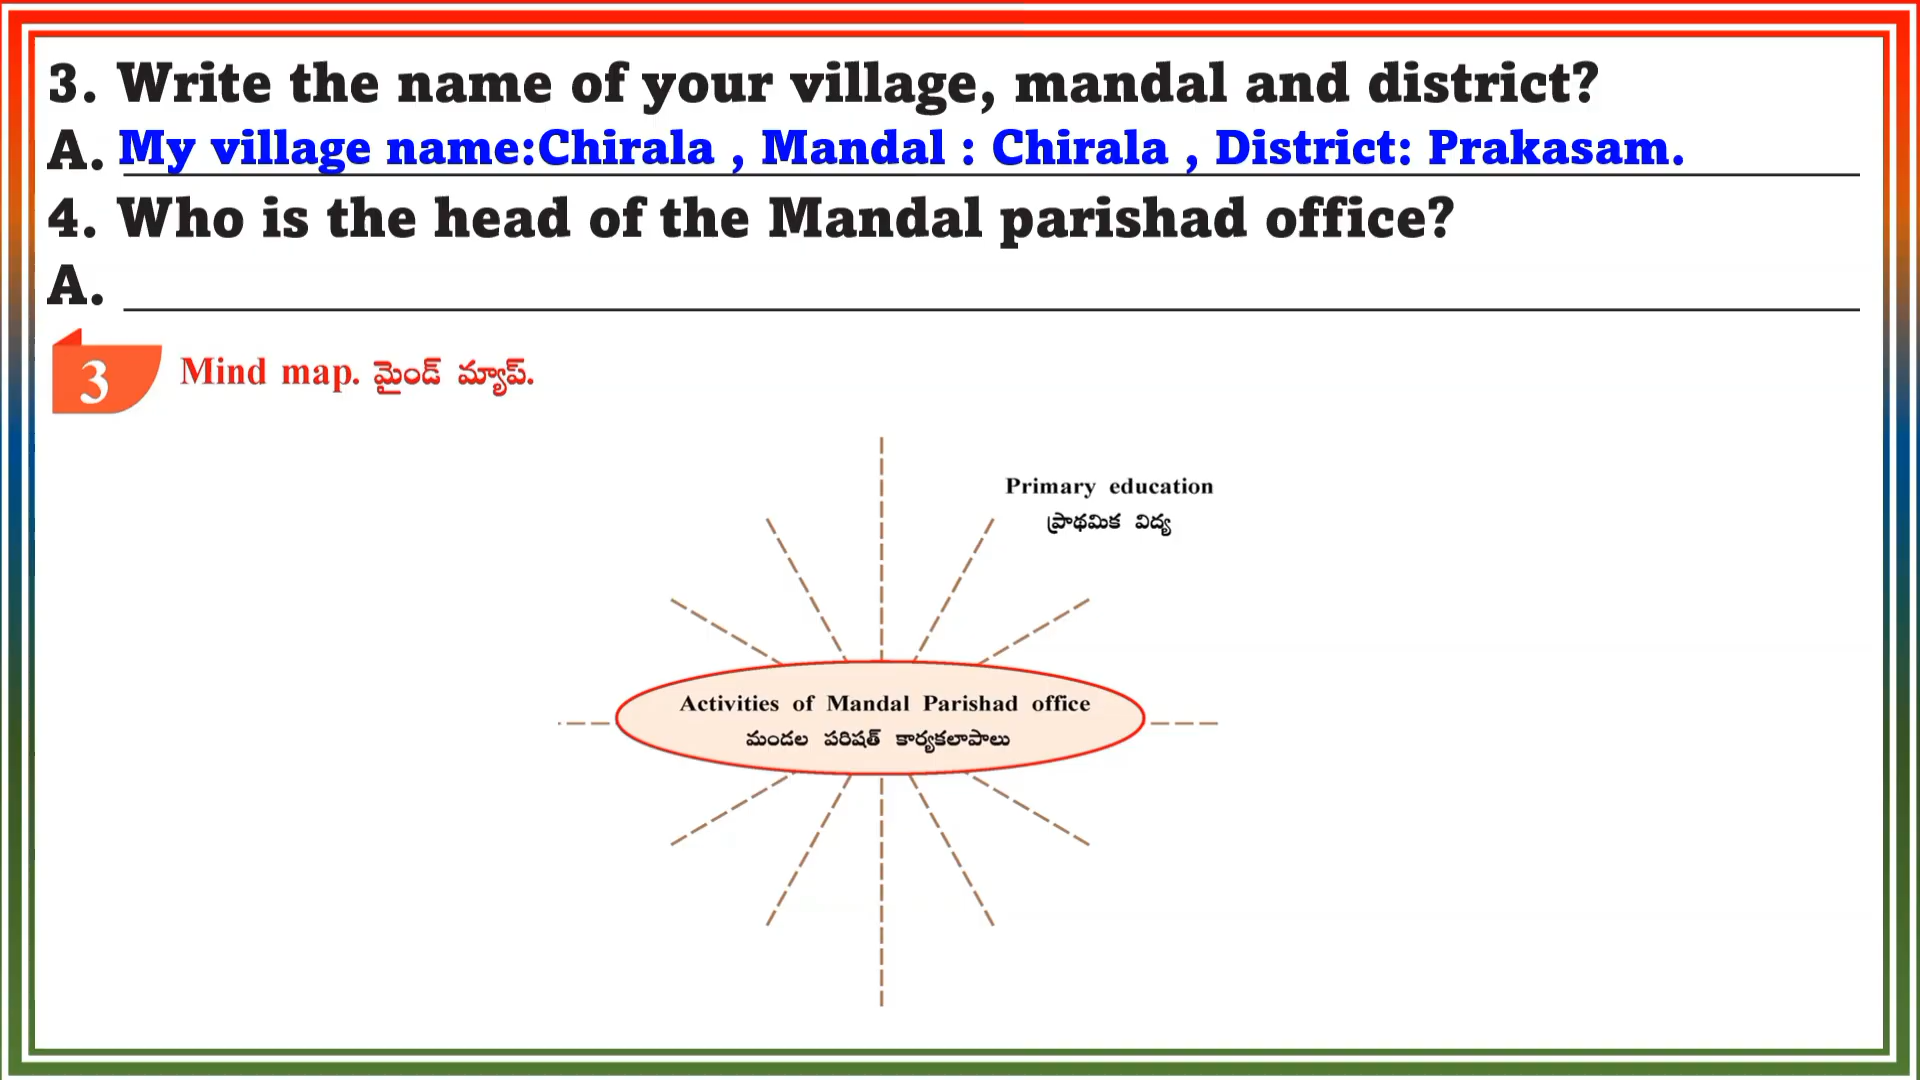 3. Write the name of your village, mandal and district?
A. My village name:Chirala , Mandal : Chirala , District: Prakasam.
4. Who is the head of the Mandal parishad office?
A.
3 Mind map. మైండ్ మ్యాప్.
Primary education
ప్రాథమిక విద్య
Activities of Mandal Parishad office
మండల పరిషత్ కార్యకలాపాలు